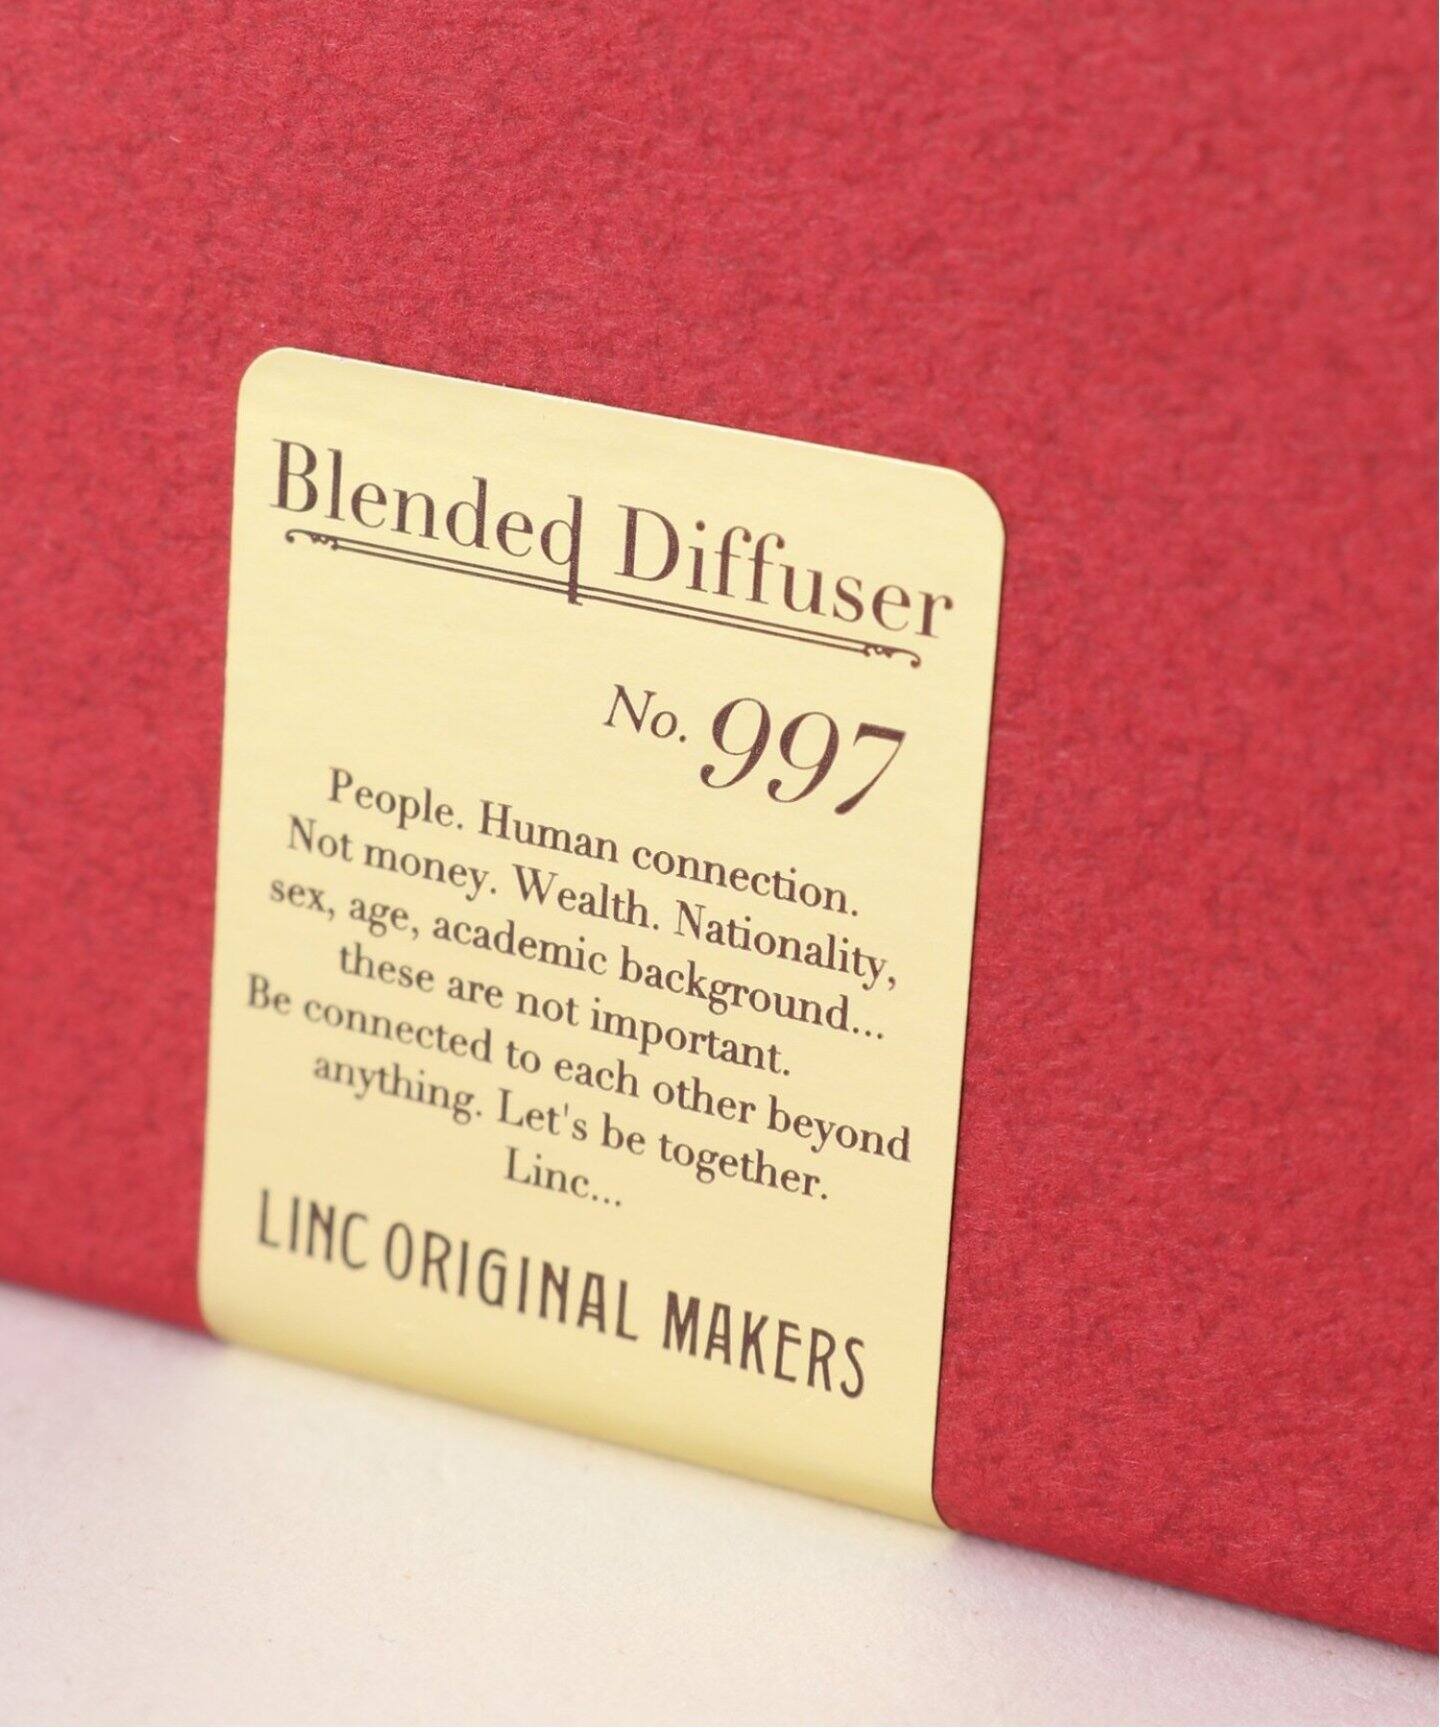 Blended Diffuser
No. 997
People. Human connection.
Not money. Wealth. Nationality,
sex, age, academic background...
these are not important.
Be connected to each other beyond
anything. Let's be together.
Linc...
LINC ORIGINAL MAKERS